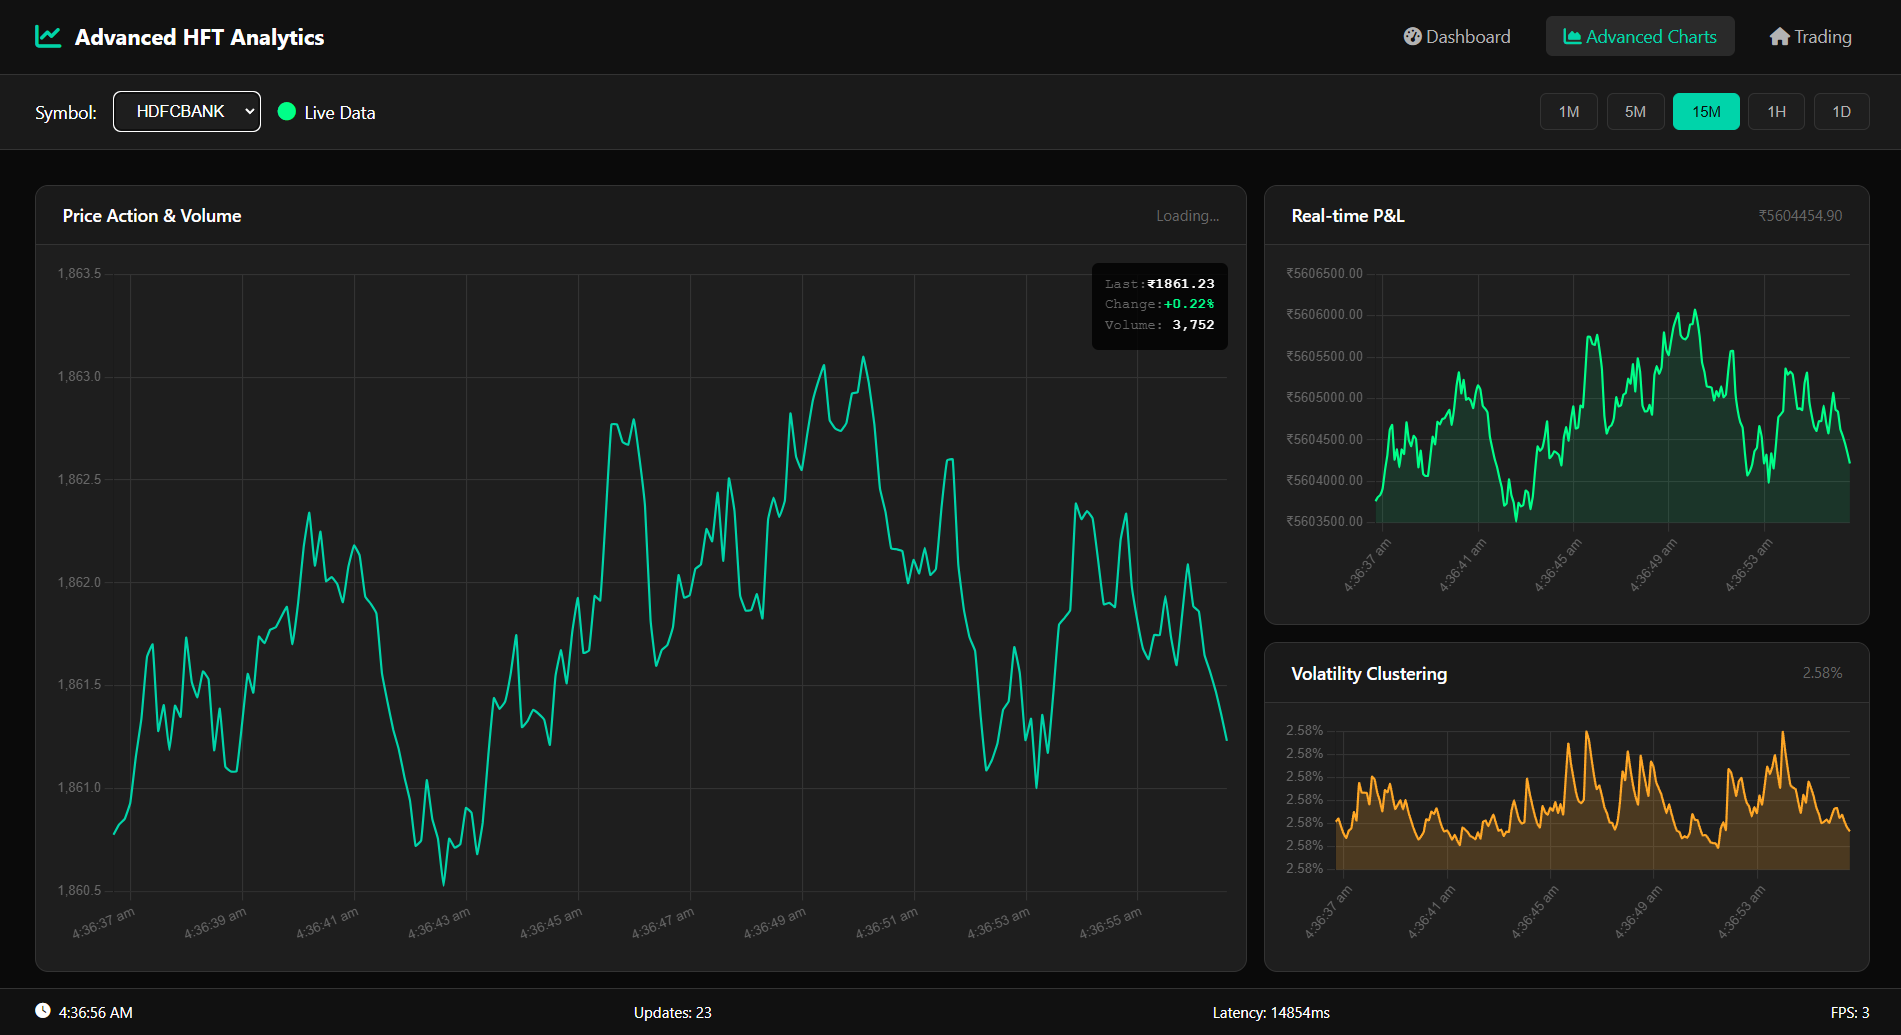 Advanced HFT Analytics
Dashboard
Advanced Charts
Trading
Symbol:
HDFCBANK
Live Data
1M
5M
15M
1H
1D
Price Action & Volume
Loading...
Last:₹1861.23
Change:+0.22%
Volume: 3,752
1,863.5
1,863.0
1,862.5
1,862.0
1,861.5
1,861.0
1,860.5
4:36:37 am
4:36:39 am
4:36:41 am
4:36:43 am
4:36:45 am
4:36:47 am
4:36:49 am
4:36:51 am
4:36:53 am
4:36:55 am
Real-time P&L
₹5604454.90
₹5606500.00
₹5606000.00
₹5605500.00
₹5605000.00
₹5604500.00
₹5604000.00
₹5603500.00
4:36:37 am
4:36:41 am
4:36:45 am
4:36:49 am
4:36:53 am
Volatility Clustering
2.58%
2.58%
2.58%
2.58%
2.58%
2.58%
2.58%
2.58%
4:36:37 am
4:36:41 am
4:36:45 am
4:36:49 am
4:36:53 am
4:36:56 AM
Updates: 23
Latency: 14854ms
FPS: 3